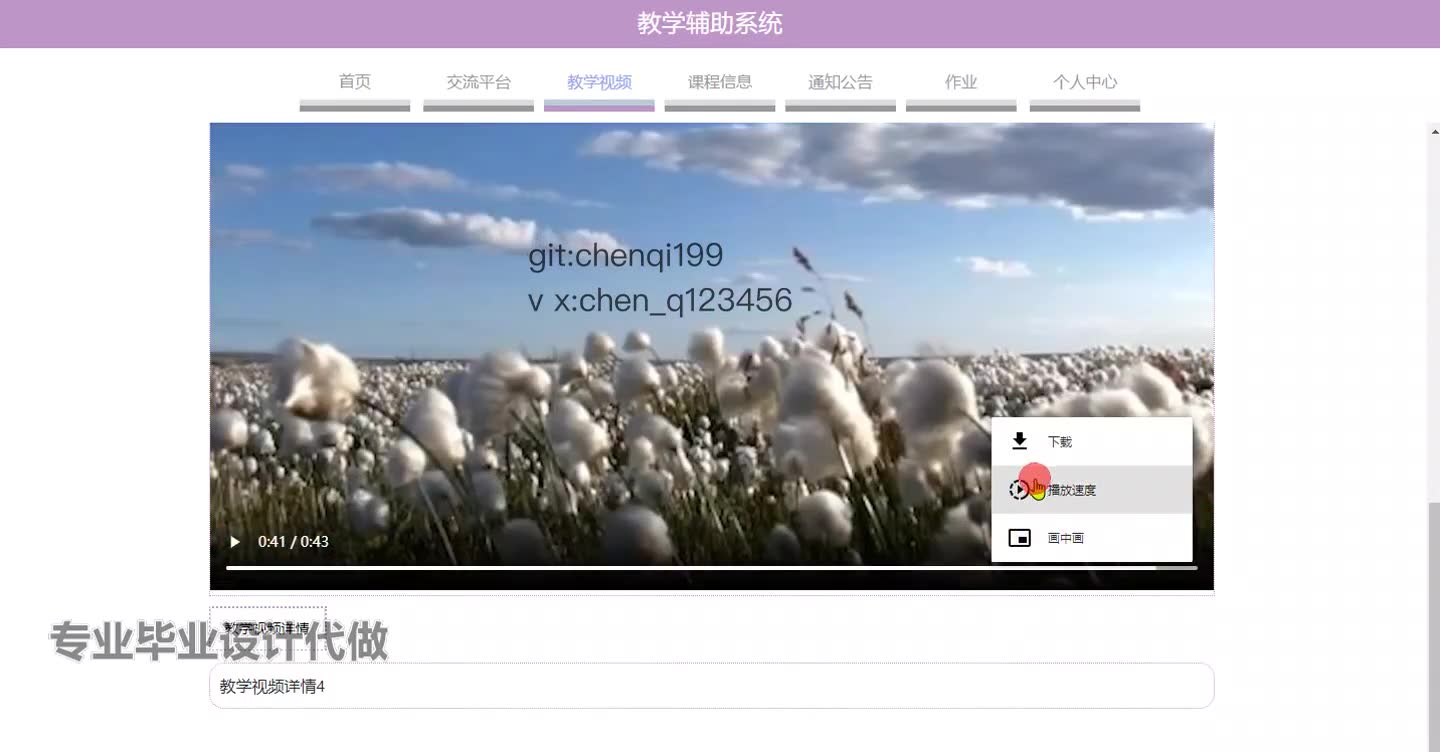 教学辅助系统
首页 交流平台 教学视频 课程信息 通知公告 作业 个人中心
git:chenqi199
v x:chen_q123456
下载
播放速度
画中画
0:41 / 0:43
教学视频详情
专业毕业设计代做
教学视频详情4